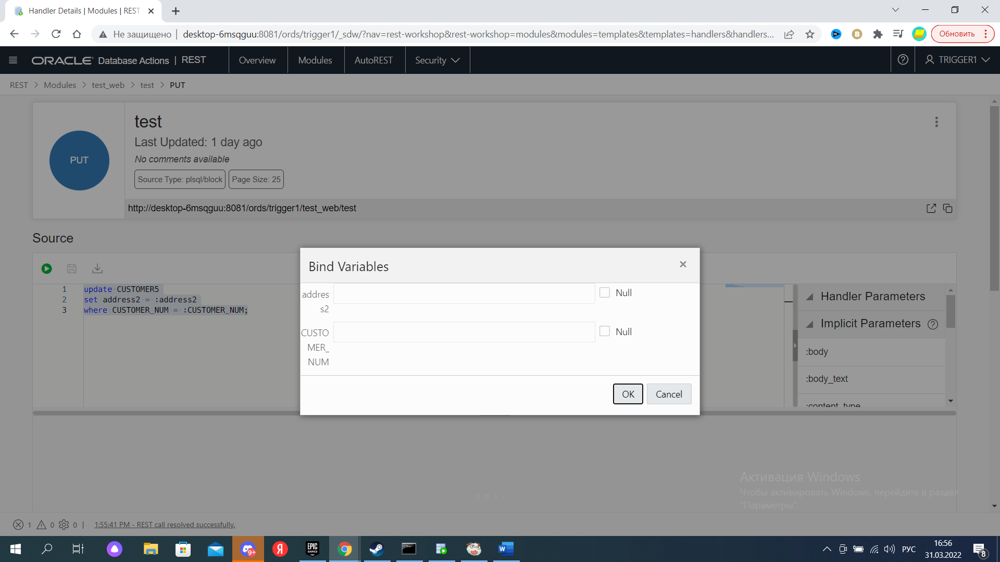 Handler Details | Modules | REST
Не защищено | desktop-6msqguu:8081/ords/trigger1/_sdw/?nav=rest-workshop&rest-workshop=modules&modules=templates&templates=handlers&handlers...
Обновить
ORACLE Database Actions | REST
Overview
Modules
AutoREST
Security
TRIGGER1
REST > Modules > test_web > test > PUT
PUT
test
Last Updated: 1 day ago
No comments available
Source Type: plsql/block
Page Size: 25
http://desktop-6msqguu:8081/ords/trigger1/test_web/test
Source
1 update CUSTOMER5
2 set address2 = :address2
3 where CUSTOMER_NUM = :CUSTOMER_NUM;
Bind Variables
addres
s2
Null
CUSTO
MER_
NUM
Null
OK
Cancel
Handler Parameters
Implicit Parameters
:body
:body_text
:content_type
Активация Windows
Чтобы активировать Windows, перейдите в раздел
"Параметры".
1 0 0 | 1:55:41 PM - REST call resolved successfully.
9+
Я
EPIC
GAMES
W
РУС
16:56
31.03.2022
8